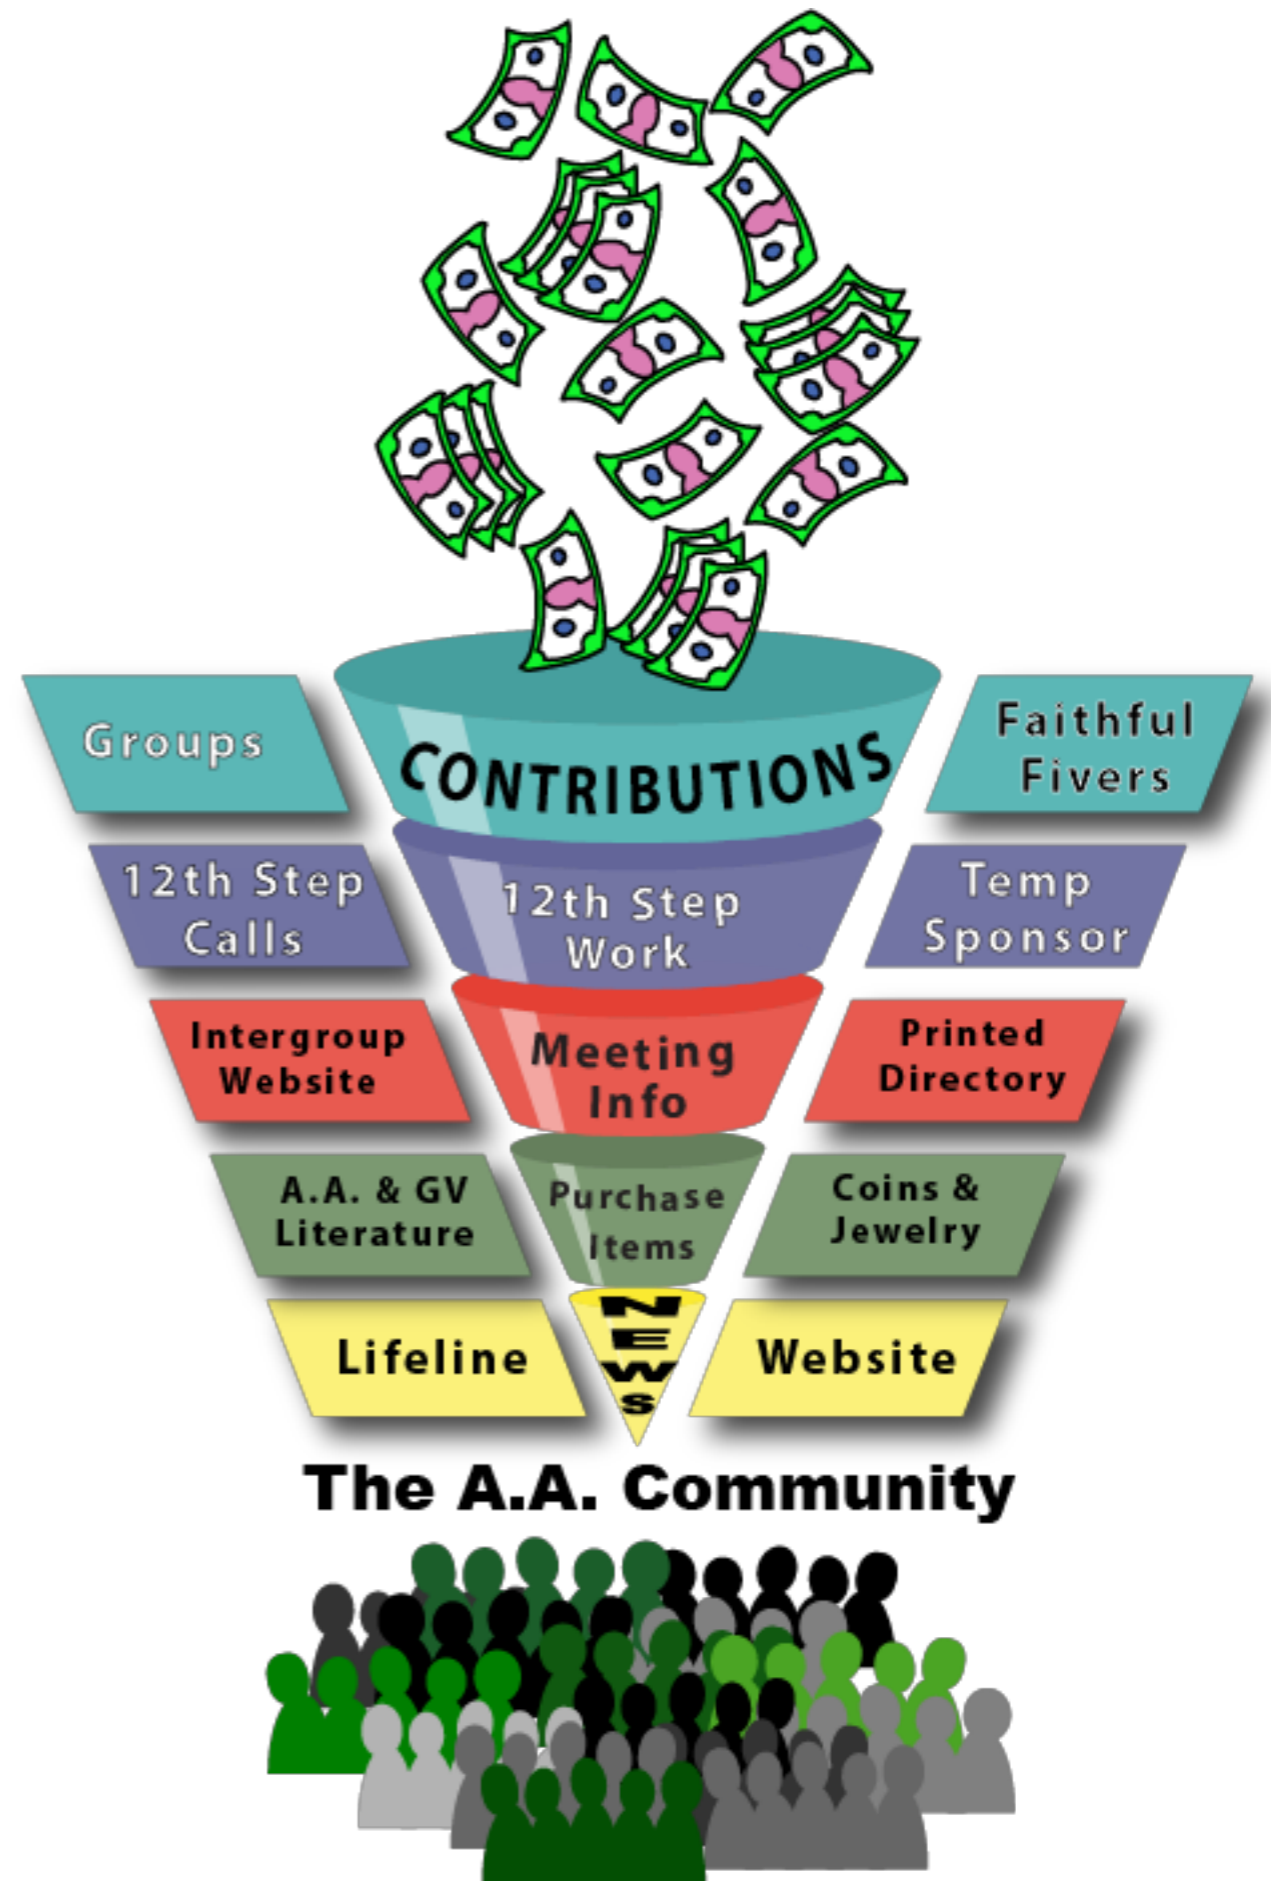 Groups
CONTRIBUTIONS
Faithful
Fivers
12th Step
Calls
12th Step
Work
Temp
Sponsor
Intergroup
Website
Meeting
Info
Printed
Directory
A.A. & GV
Literature
Purchase
Items
Coins &
Jewelry
Lifeline
NEWS
Website
The A.A. Community